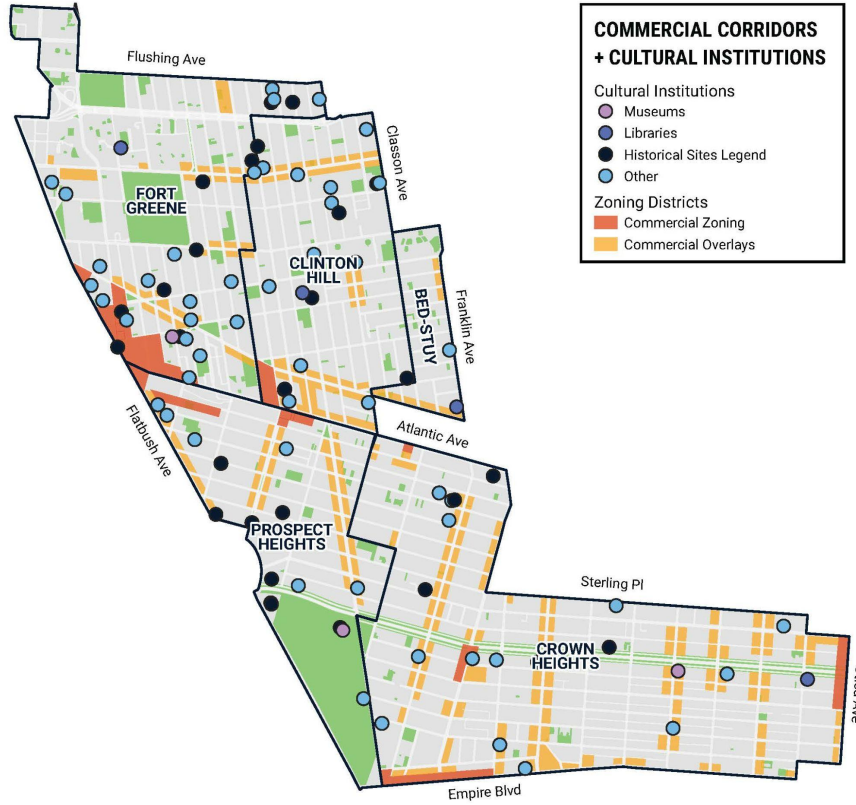 COMMERCIAL CORRIDORS
+ CULTURAL INSTITUTIONS
Cultural Institutions
Museums
Libraries
Historical Sites Legend
Other
Zoning Districts
Commercial Zoning
Commercial Overlays
Flushing Ave
Classon Ave
FORT
GREENE
CLINTON
HILL
BED-STUY
Franklin Ave
Flatbush Ave
Atlantic Ave
PROSPECT
HEIGHTS
Sterling Pl
CROWN
HEIGHTS
Empire Blvd